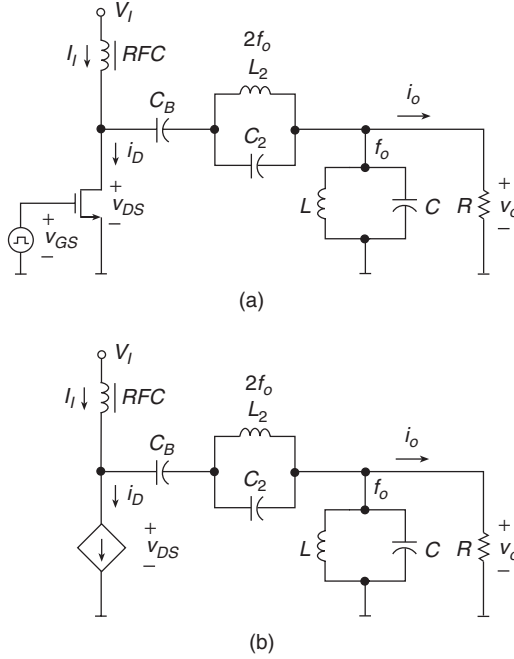 V_I
I_I RFC
2f_o
L_2
C_B
C_2
i_o
i_D
f_o
+
v_DS
−
L
C
R
+
v_o
−
+
v_GS
−
(a)
V_I
I_I RFC
2f_o
L_2
C_B
C_2
i_o
i_D
f_o
+
v_DS
−
L
C
R
+
v_o
−
(b)